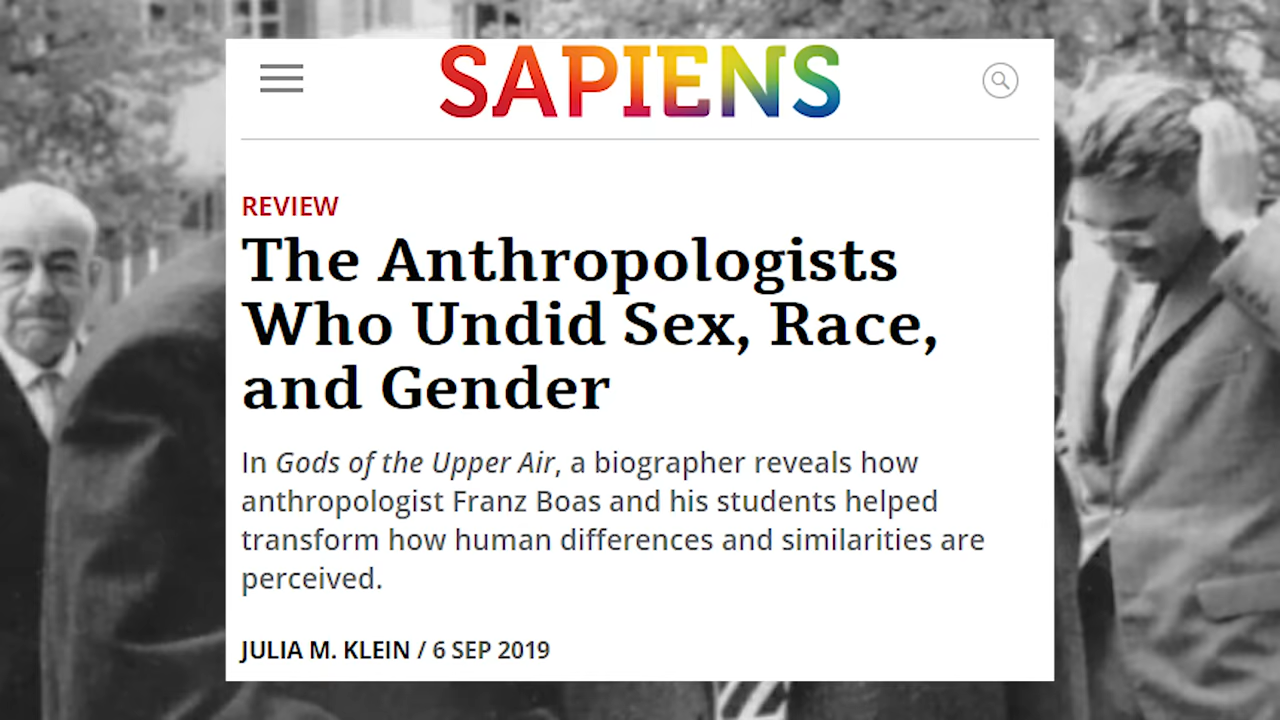 SAPIENS
REVIEW
The Anthropologists
Who Undid Sex, Race,
and Gender
In Gods of the Upper Air, a biographer reveals how
anthropologist Franz Boas and his students helped
transform how human differences and similarities are
perceived.
JULIA M. KLEIN / 6 SEP 2019